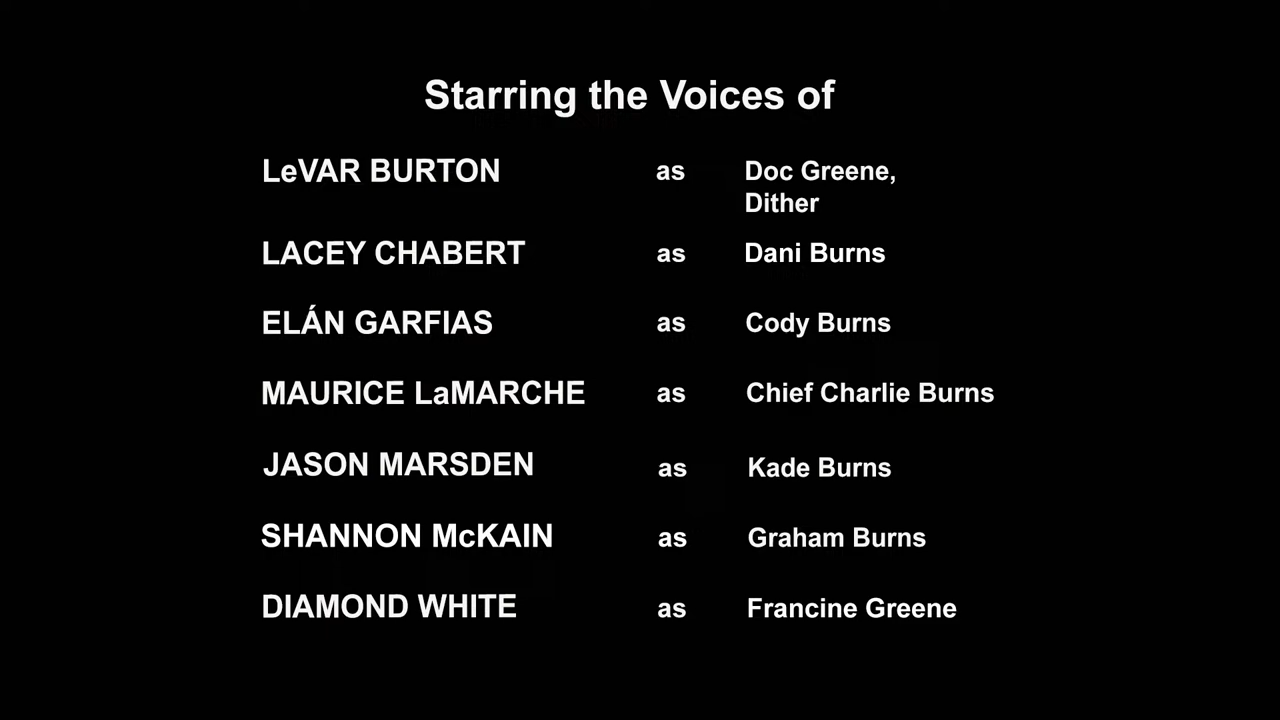 Starring the Voices of
LeVAR BURTON as Doc Greene,
Dither
LACEY CHABERT as Dani Burns
ELÁN GARFIAS as Cody Burns
MAURICE LaMARCHE as Chief Charlie Burns
JASON MARSDEN as Kade Burns
SHANNON McKAIN as Graham Burns
DIAMOND WHITE as Francine Greene